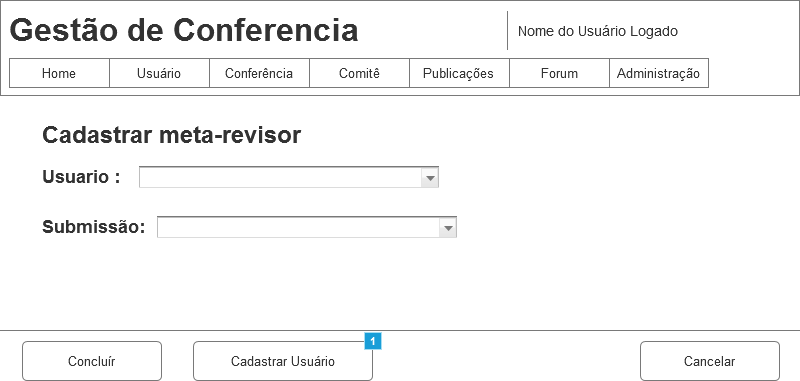 Gestão de Conferencia
Nome do Usuário Logado
Home Usuário Conferência Comitê Publicações Forum Administração
Cadastrar meta-revisor
Usuario :
Submissão:
1
Concluír Cadastrar Usuário Cancelar